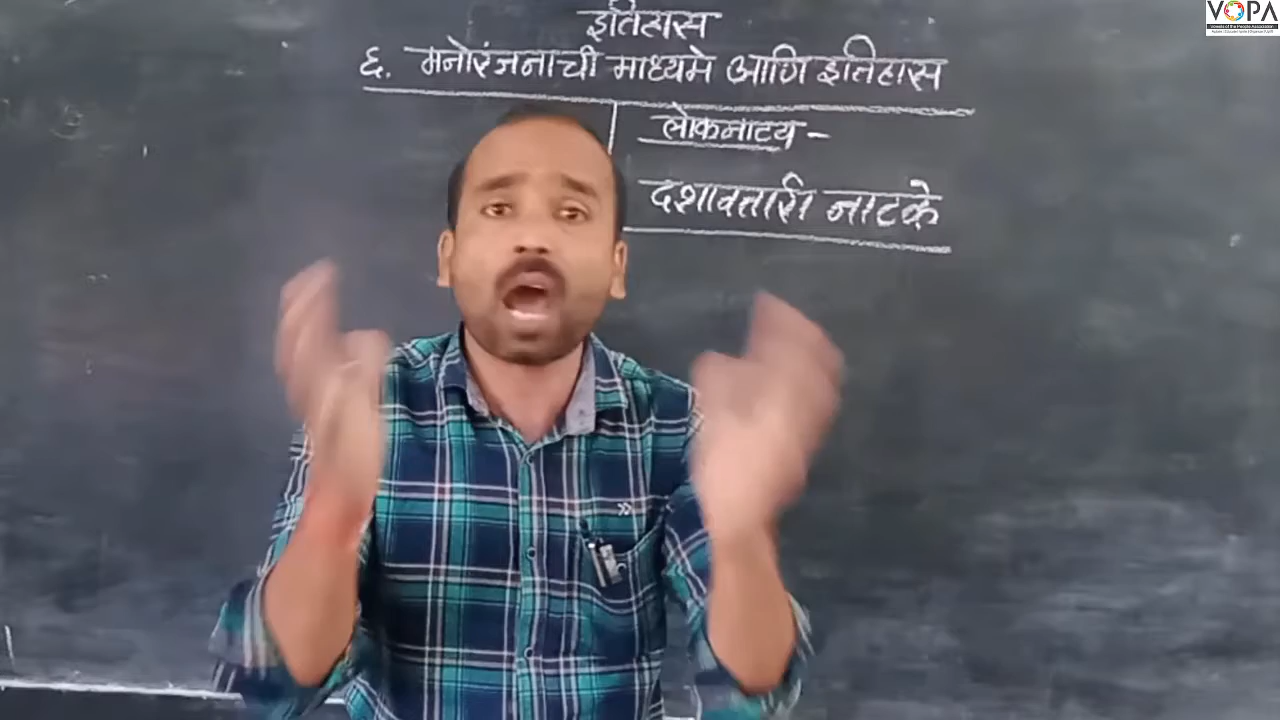 इतिहास
६. मनोरंजनाची माध्यमे आणि इतिहास
लोकनाट्य -
दशावतारी नाटके
VOPA